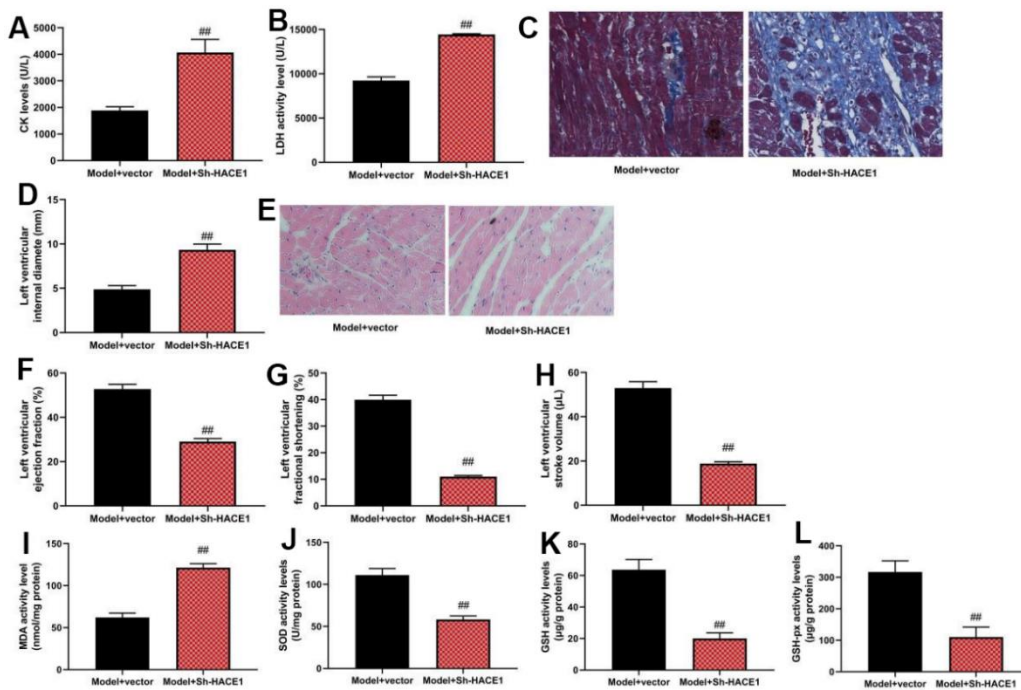 A
CK levels (U/L)
6000
5000
4000
3000
2000
1000
0
##
Model+vector Model+Sh-HACE1
B
LDH activity level (U/L)
15000
10000
5000
0
##
Model+vector Model+Sh-HACE1
C
Model+vector Model+Sh-HACE1
D
Left ventricular
internal diamete (mm)
15
10
5
0
##
Model+vector Model+Sh-HACE1
E
Model+vector Model+Sh-HACE1
F
Left ventricular
ejection fraction (%)
60
40
20
0
##
Model+vector Model+Sh-HACE1
G
Left ventricular
fractional shortening (%)
50
40
30
20
10
0
##
Model+vector Model+Sh-HACE1
H
Left ventricular
stroke volume (µL)
60
40
20
0
##
Model+vector Model+Sh-HACE1
I
MDA activity level
(nmol/mg protein)
150
100
50
0
##
Model+vector Model+Sh-HACE1
J
SOD activity levels
(U/mg protein)
150
100
50
0
##
Model+vector Model+Sh-HACE1
K
GSH activity levels
(µg/g protein)
80
60
40
20
0
##
Model+vector Model+Sh-HACE1
L
GSH-px activity levels
(µg/g protein)
400
300
200
100
0
##
Model+vector Model+Sh-HACE1